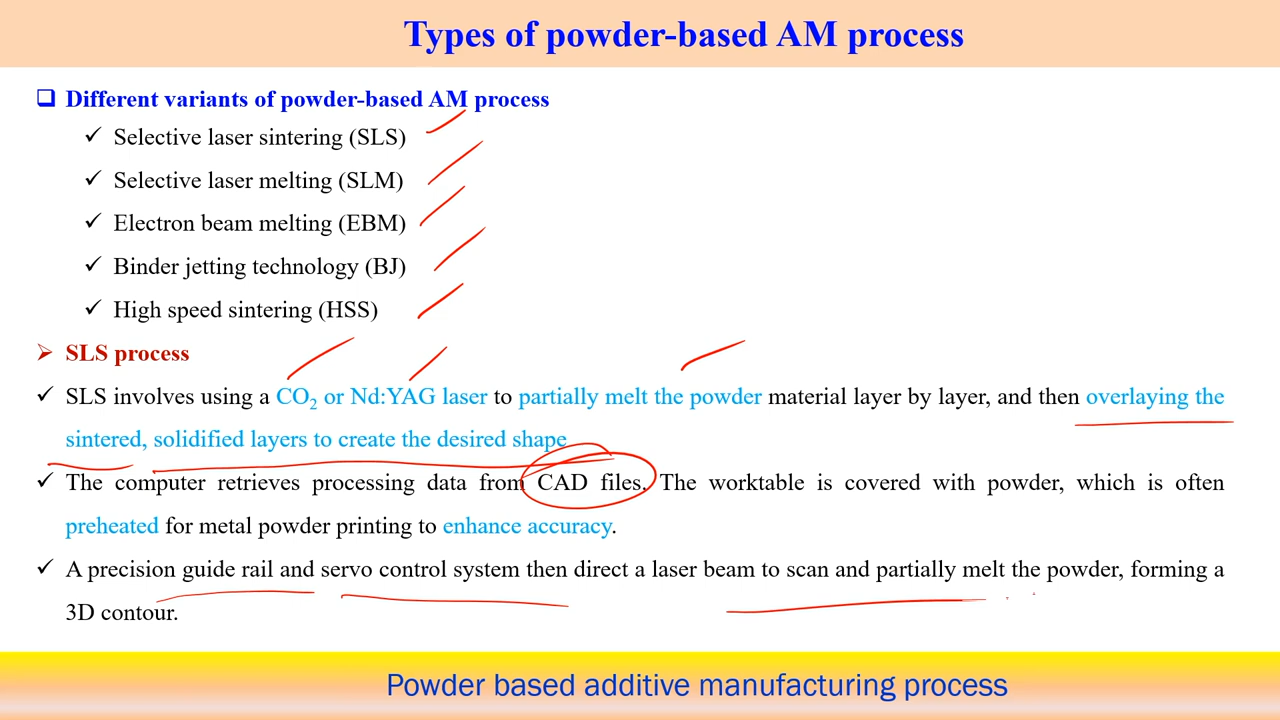 Types of powder-based AM process
❑ Different variants of powder-based AM process
✓ Selective laser sintering (SLS)
✓ Selective laser melting (SLM)
✓ Electron beam melting (EBM)
✓ Binder jetting technology (BJ)
✓ High speed sintering (HSS)
➢ SLS process
✓ SLS involves using a CO₂ or Nd:YAG laser to partially melt the powder material layer by layer, and then overlaying the
sintered, solidified layers to create the desired shape
✓ The computer retrieves processing data from CAD files. The worktable is covered with powder, which is often
preheated for metal powder printing to enhance accuracy.
✓ A precision guide rail and servo control system then direct a laser beam to scan and partially melt the powder, forming a
3D contour.
Powder based additive manufacturing process